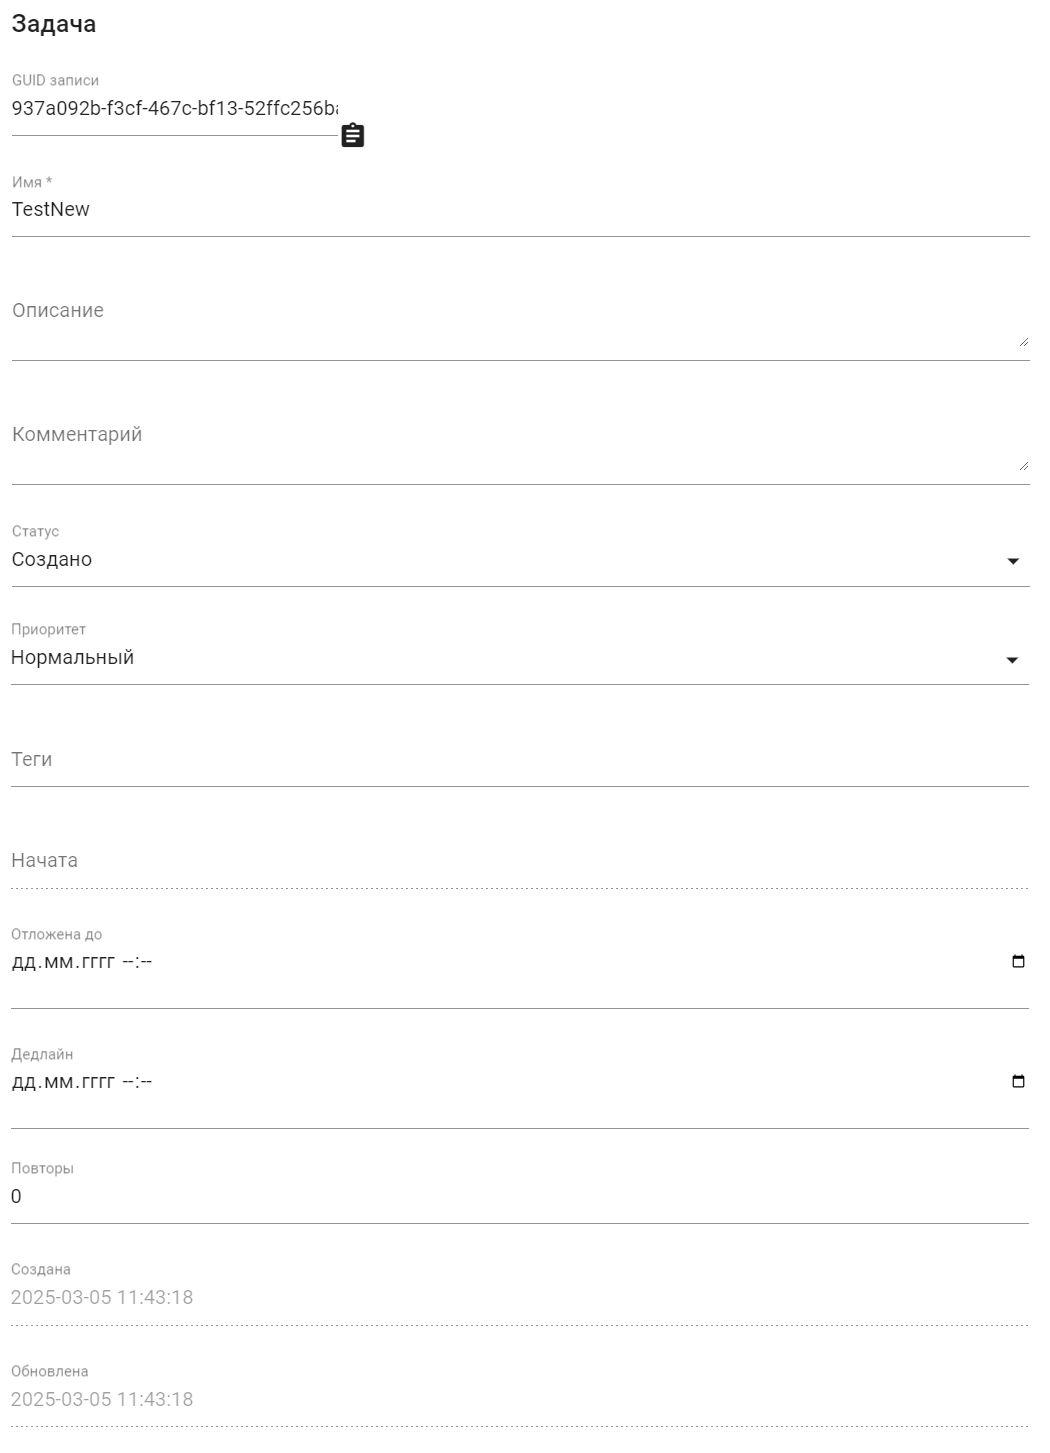 Задача
GUID записи
937a092b-f3cf-467c-bf13-52ffc256b
Имя *
TestNew
Описание
Комментарий
Статус
Создано
Приоритет
Нормальный
Теги
Начата
Отложена до
дд.мм.гггг --:--
Дедлайн
дд.мм.гггг --:--
Повторы
0
Создана
2025-03-05 11:43:18
Обновлена
2025-03-05 11:43:18